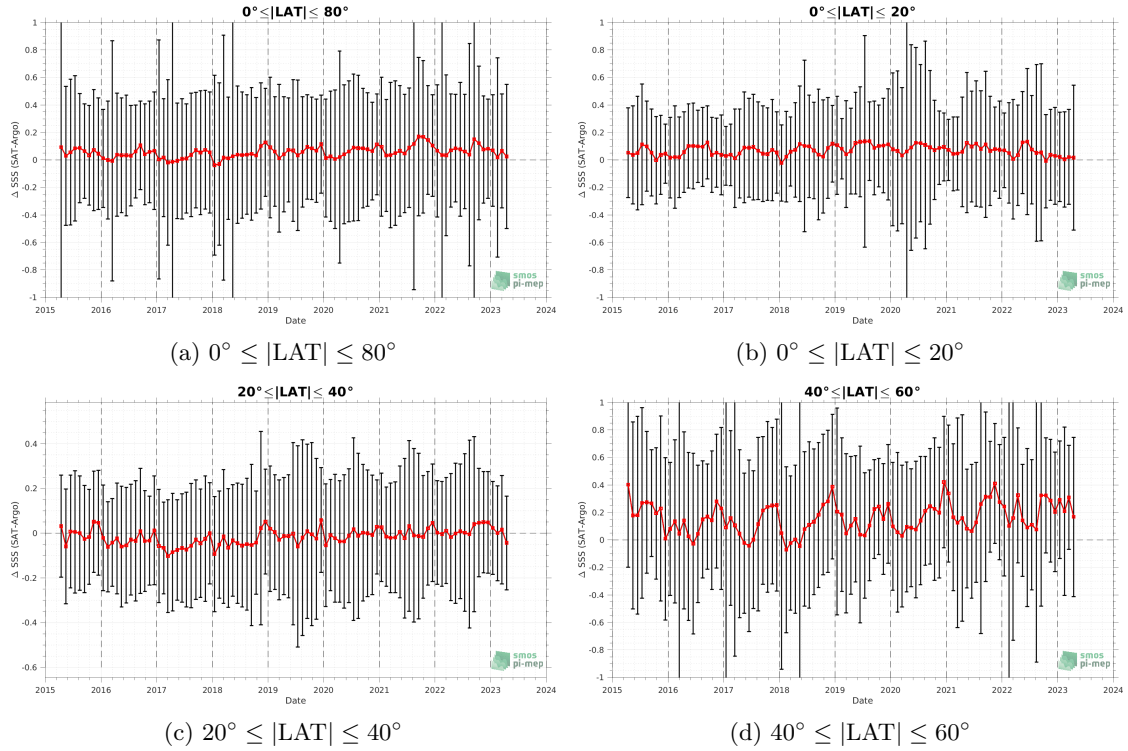 0°≤|LAT|≤ 80°
1
0.8
0.6
0.4
0.2
0
-0.2
-0.4
-0.6
-0.8
-1
Δ SSS (SAT-Argo)
2015 2016 2017 2018 2019 2020 2021 2022 2023 2024
Date
smos
pi-mep
(a) 0° ≤ |LAT| ≤ 80°
0°≤|LAT|≤ 20°
1
0.8
0.6
0.4
0.2
0
-0.2
-0.4
-0.6
-0.8
-1
Δ SSS (SAT-Argo)
2015 2016 2017 2018 2019 2020 2021 2022 2023 2024
Date
smos
pi-mep
(b) 0° ≤ |LAT| ≤ 20°
20°≤|LAT|≤ 40°
0.4
0.2
0
-0.2
-0.4
-0.6
Δ SSS (SAT-Argo)
2015 2016 2017 2018 2019 2020 2021 2022 2023 2024
Date
smos
pi-mep
(c) 20° ≤ |LAT| ≤ 40°
40°≤|LAT|≤ 60°
1
0.8
0.6
0.4
0.2
0
-0.2
-0.4
-0.6
-0.8
-1
Δ SSS (SAT-Argo)
2015 2016 2017 2018 2019 2020 2021 2022 2023 2024
Date
smos
pi-mep
(d) 40° ≤ |LAT| ≤ 60°